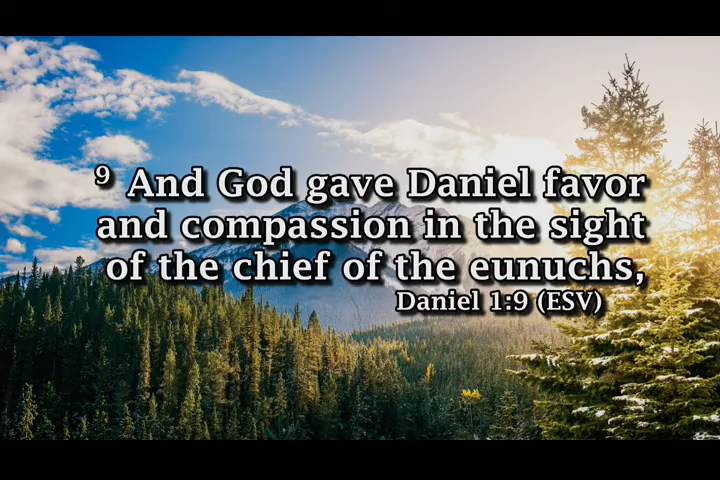 9 And God gave Daniel favor
and compassion in the sight
of the chief of the eunuchs,
Daniel 1:9 (ESV)